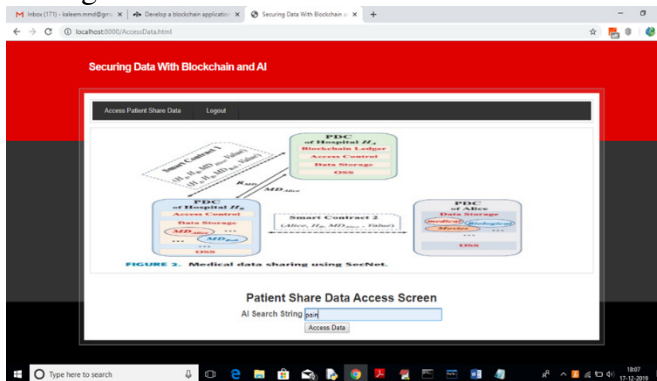 Inbox (171) - kaleem.mmd@gm
Develop a blockchain application
Securing Data With Blockchain a
localhost:8000/AccessData.html
Securing Data With Blockchain and AI
Access Patient Share Data Logout
PDC
of Hospital
Blockchain Ledger
Access Control
Data Storage
OSS
Smart Contract 1
PDC
of Hospital
Access Control
Data Storage
...
...
OSS
Smart Contract 2
PDC
of Alice
Data Storage
medical Biological
Movies ...
...
OSS
FIGURE 2. Medical data sharing using SecNet.
Patient Share Data Access Screen
AI Search String pain
Access Data
Type here to search
18:07
17-12-2019